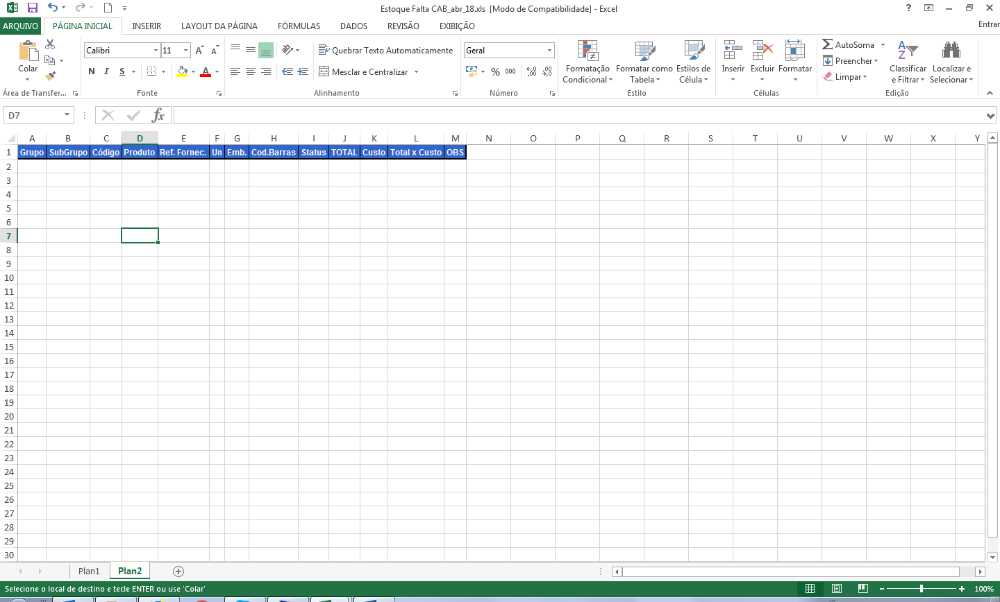 Estoque Falta CAB_abr_18.xls [Modo de Compatibilidade] - Excel
ARQUIVO PÁGINA INICIAL INSERIR LAYOUT DA PÁGINA FÓRMULAS DADOS REVISÃO EXIBIÇÃO Entrar
Colar
Área de Transfer...
Calibri 11
N I S
Fonte
Quebrar Texto Automaticamente
Mesclar e Centralizar
Alinhamento
Geral
% 000 ,00 ,00
Número
Formatação Condicional
Formatar como Tabela
Estilos de Célula
Estilo
Inserir Excluir Formatar
Células
AutoSoma
Preencher
Limpar
Classificar e Filtrar
Localizar e Selecionar
Edição
D7 fx
A B C D E F G H I J K L M N O P Q R S T U V W X Y
1 Grupo SubGrupo Código Produto Ref. Fornec. Un Emb. Cod.Barras Status TOTAL Custo Total x Custo OBS
2
3
4
5
6
7
8
9
10
11
12
13
14
15
16
17
18
19
20
21
22
23
24
25
26
27
28
29
30
Plan1 Plan2
Selecione o local de destino e tecle ENTER ou use 'Colar' 100%